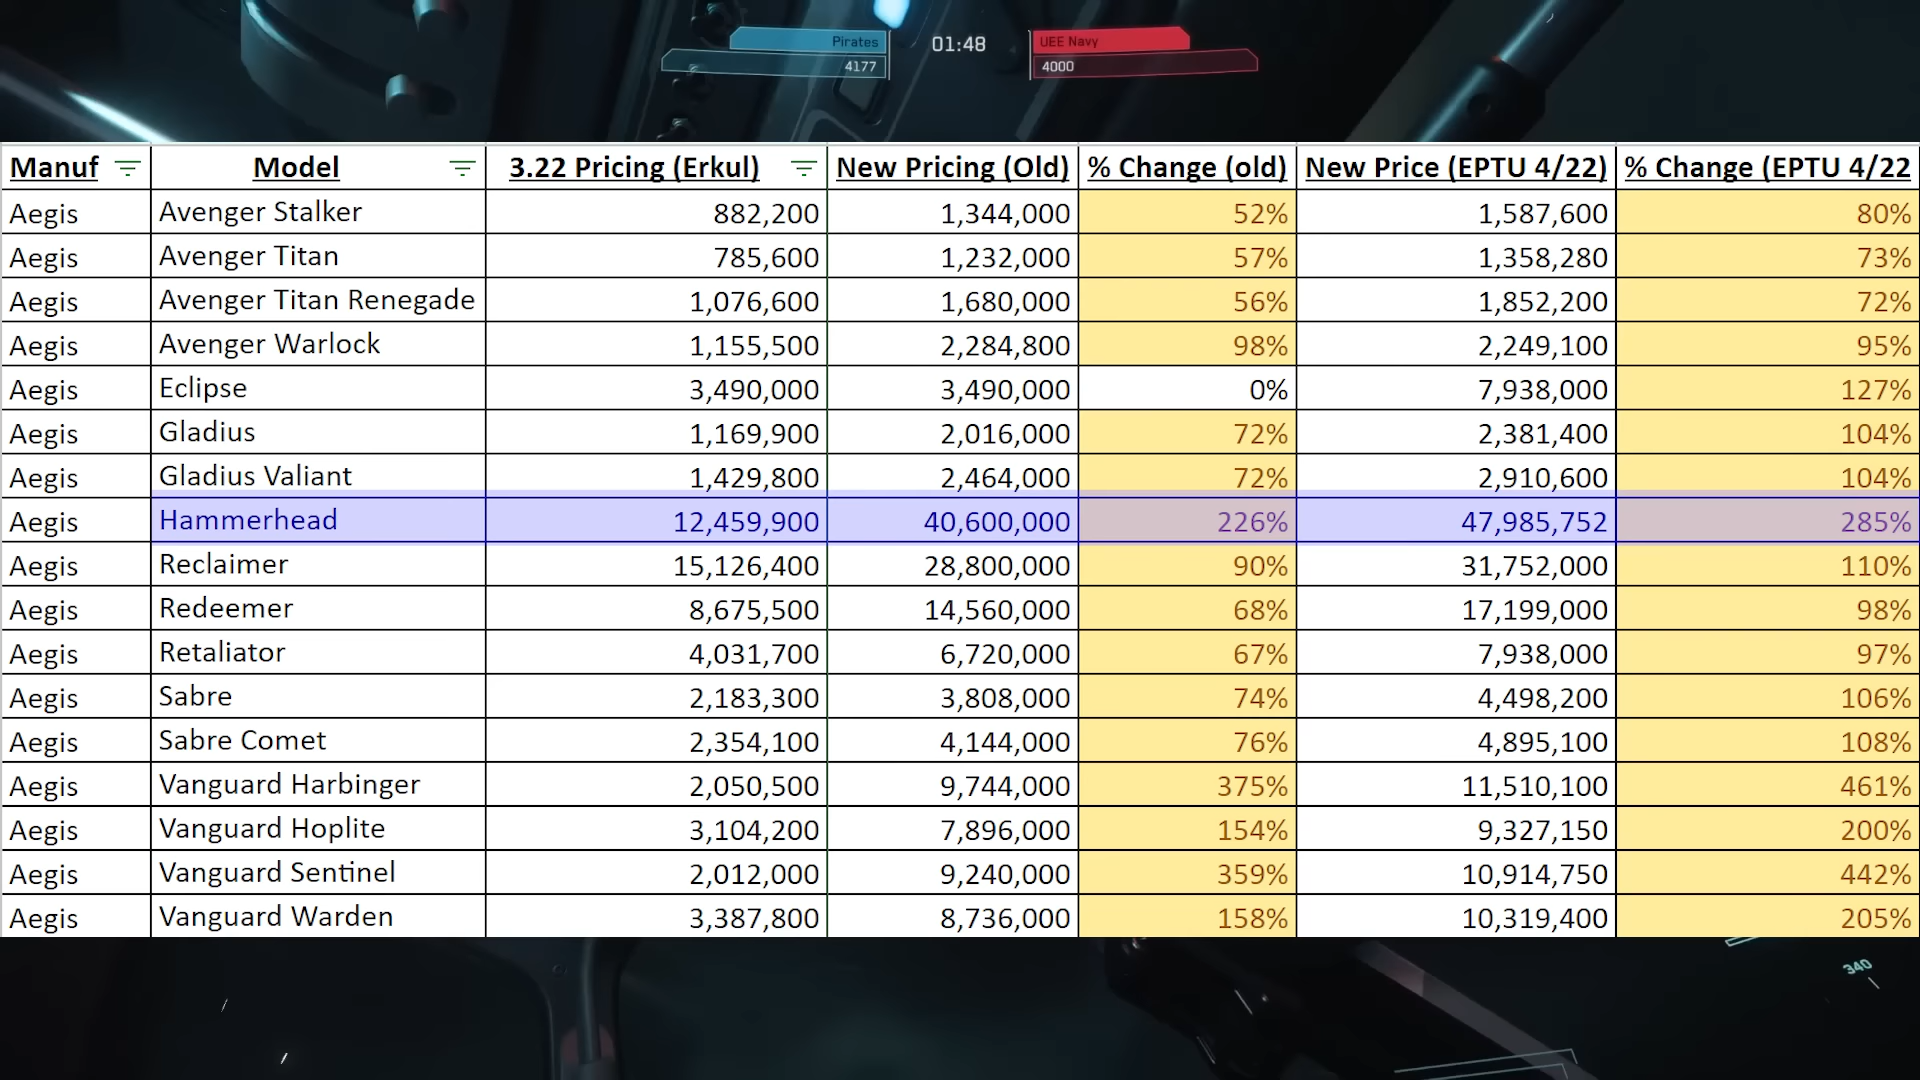 Pirates
4177
01:48
UEE Navy
4000
Manuf Model 3.22 Pricing (Erkul) New Pricing (Old) % Change (old) New Price (EPTU 4/22) % Change (EPTU 4/22
Aegis Avenger Stalker 882,200 1,344,000 52% 1,587,600 80%
Aegis Avenger Titan 785,600 1,232,000 57% 1,358,280 73%
Aegis Avenger Titan Renegade 1,076,600 1,680,000 56% 1,852,200 72%
Aegis Avenger Warlock 1,155,500 2,284,800 98% 2,249,100 95%
Aegis Eclipse 3,490,000 3,490,000 0% 7,938,000 127%
Aegis Gladius 1,169,900 2,016,000 72% 2,381,400 104%
Aegis Gladius Valiant 1,429,800 2,464,000 72% 2,910,600 104%
Aegis Hammerhead 12,459,900 40,600,000 226% 47,985,752 285%
Aegis Reclaimer 15,126,400 28,800,000 90% 31,752,000 110%
Aegis Redeemer 8,675,500 14,560,000 68% 17,199,000 98%
Aegis Retaliator 4,031,700 6,720,000 67% 7,938,000 97%
Aegis Sabre 2,183,300 3,808,000 74% 4,498,200 106%
Aegis Sabre Comet 2,354,100 4,144,000 76% 4,895,100 108%
Aegis Vanguard Harbinger 2,050,500 9,744,000 375% 11,510,100 461%
Aegis Vanguard Hoplite 3,104,200 7,896,000 154% 9,327,150 200%
Aegis Vanguard Sentinel 2,012,000 9,240,000 359% 10,914,750 442%
Aegis Vanguard Warden 3,387,800 8,736,000 158% 10,319,400 205%
340